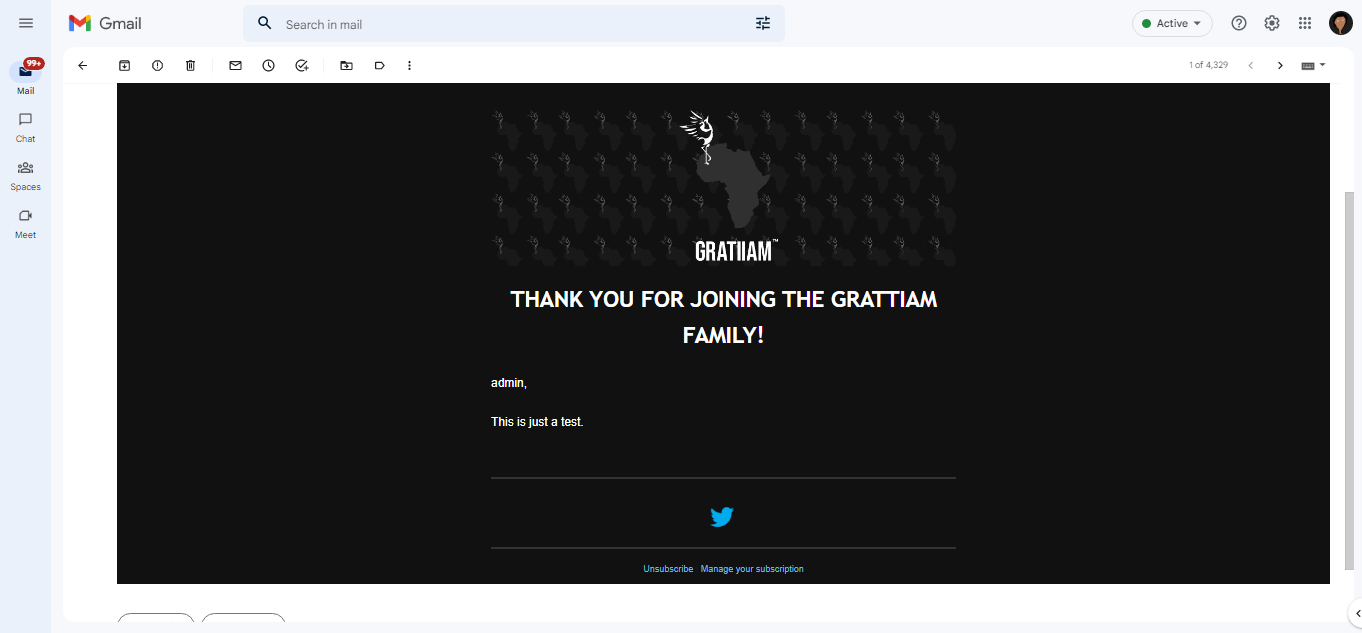 Gmail
Search in mail
Active
99+
Mail
Chat
Spaces
Meet
1 of 4,329
GRATIIAM™
THANK YOU FOR JOINING THE GRATTIAM
FAMILY!
admin,
This is just a test.
Unsubscribe Manage your subscription